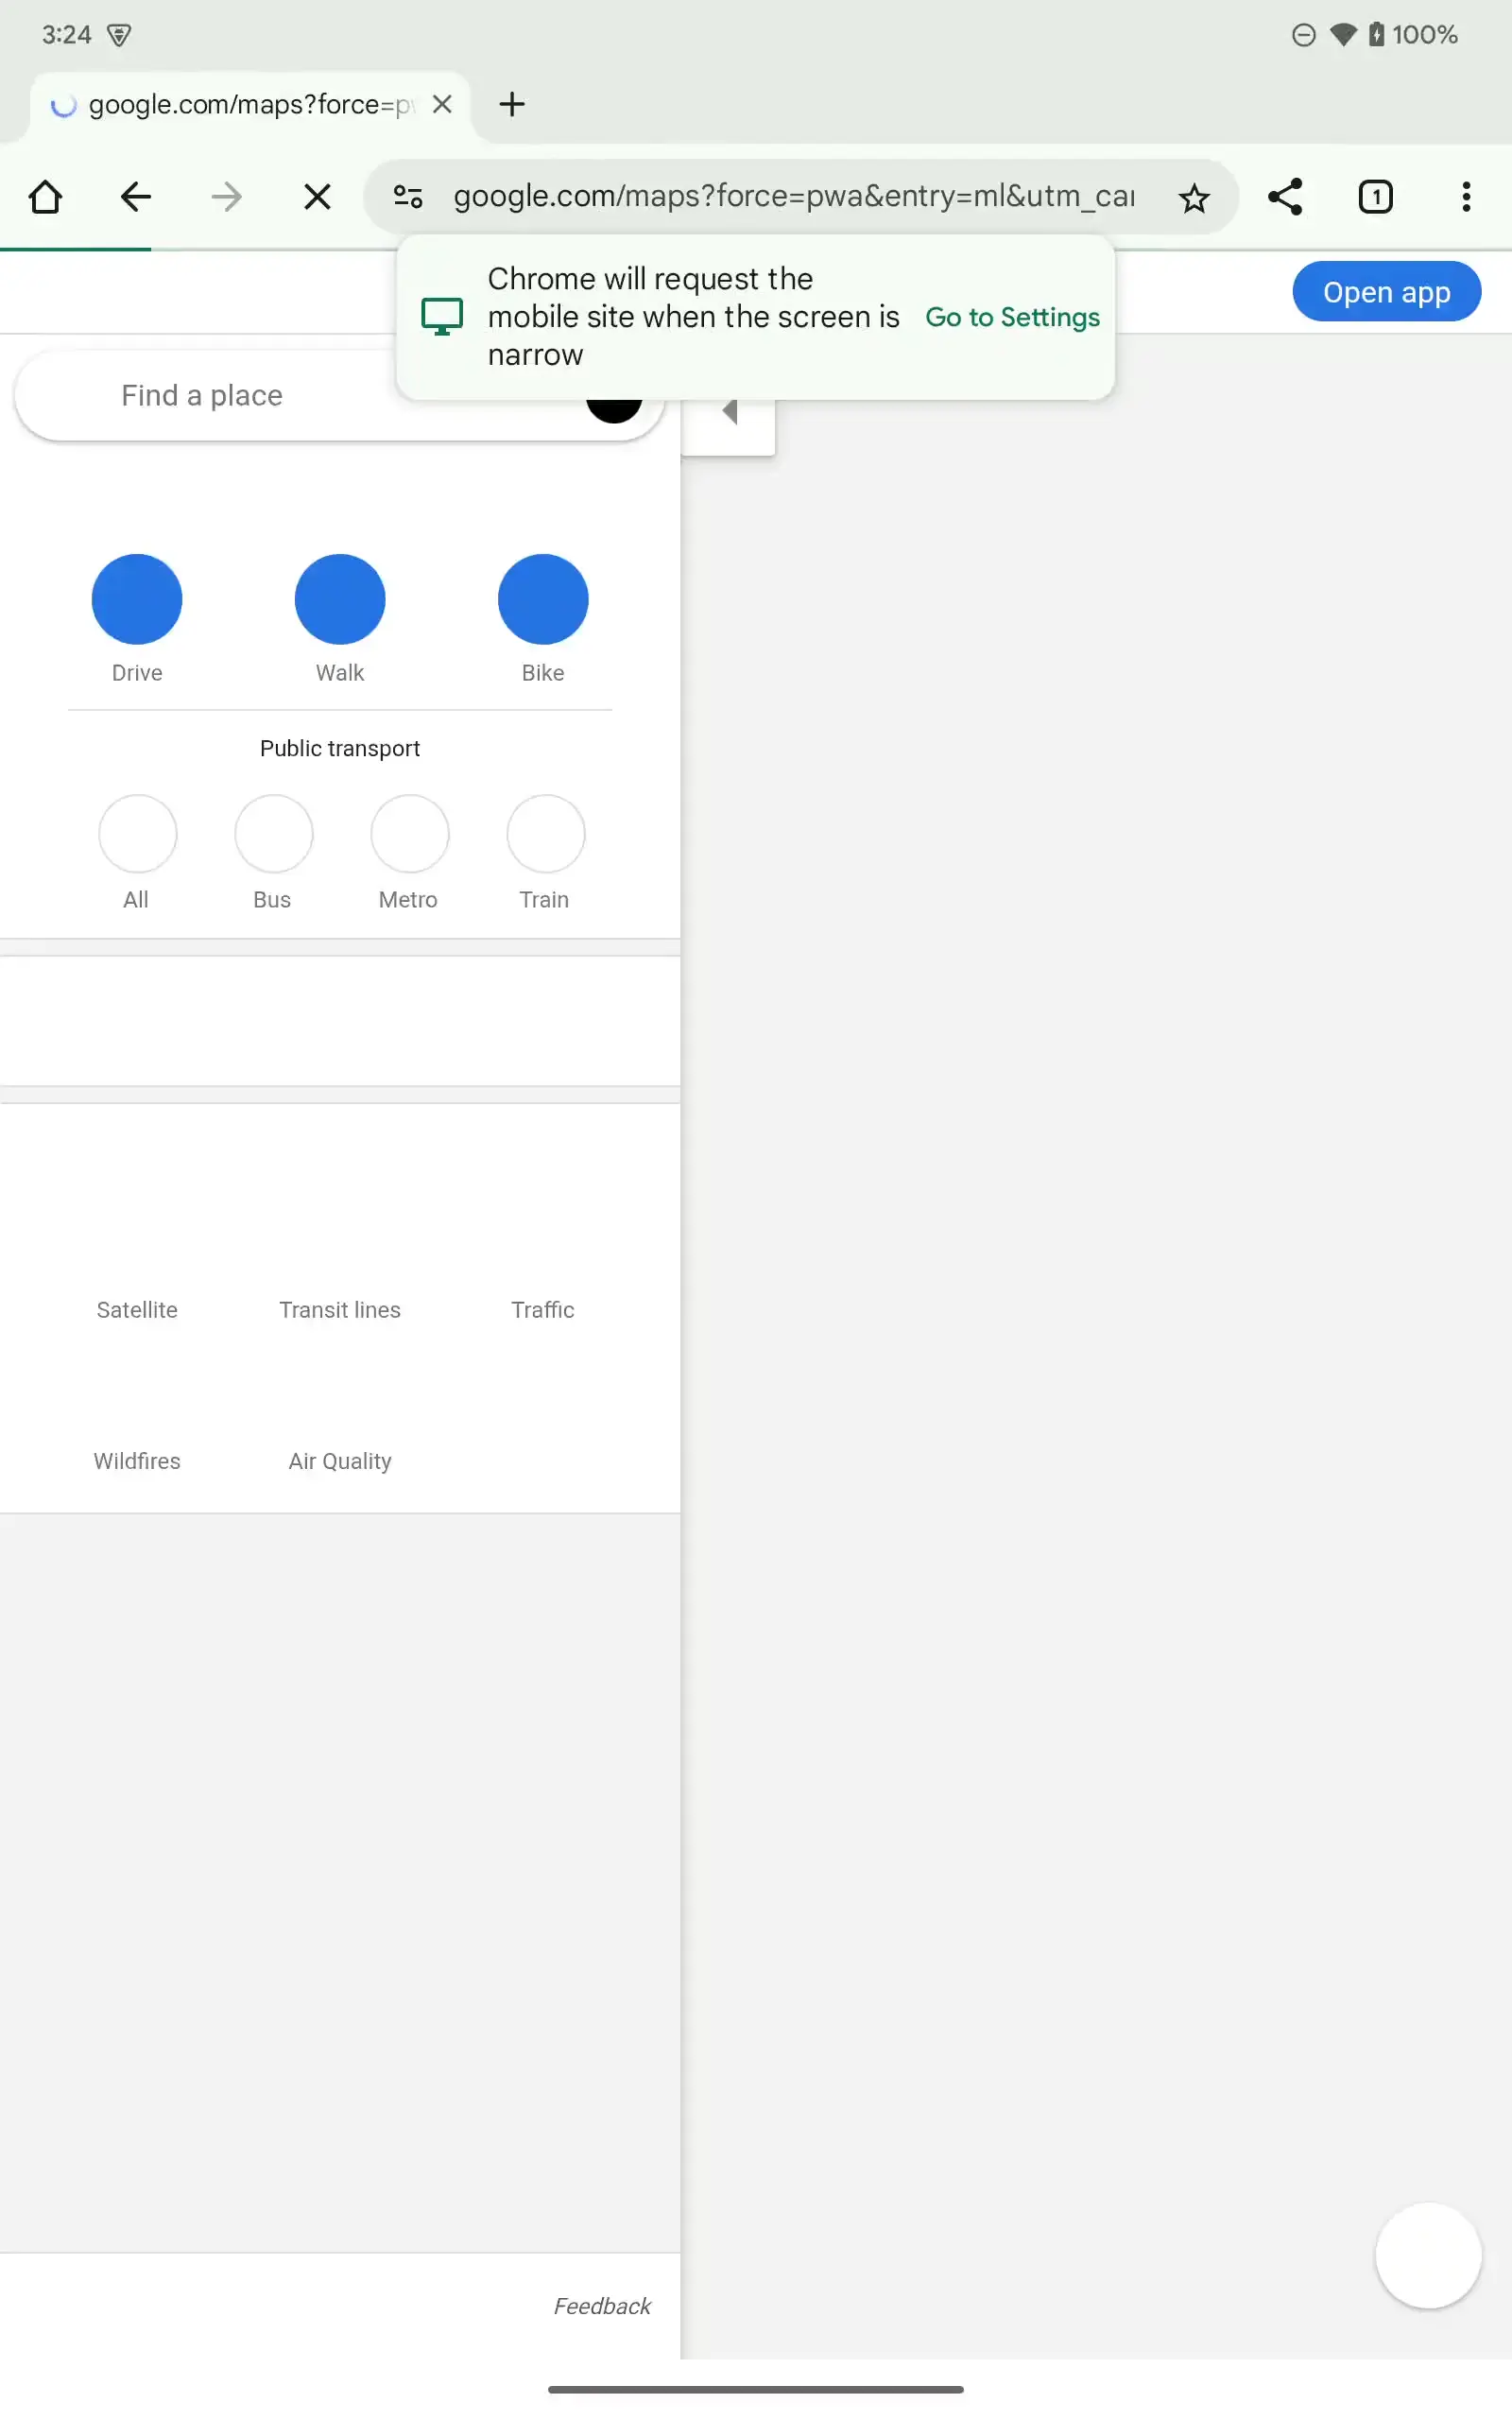 3:24
100%
google.com/maps?force=pw
google.com/maps?force=pwa&entry=ml&utm_cai
1
Chrome will request the
mobile site when the screen is
narrow
Go to Settings
Open app
Find a place
Drive
Walk
Bike
Public transport
All
Bus
Metro
Train
Satellite
Transit lines
Traffic
Wildfires
Air Quality
Feedback